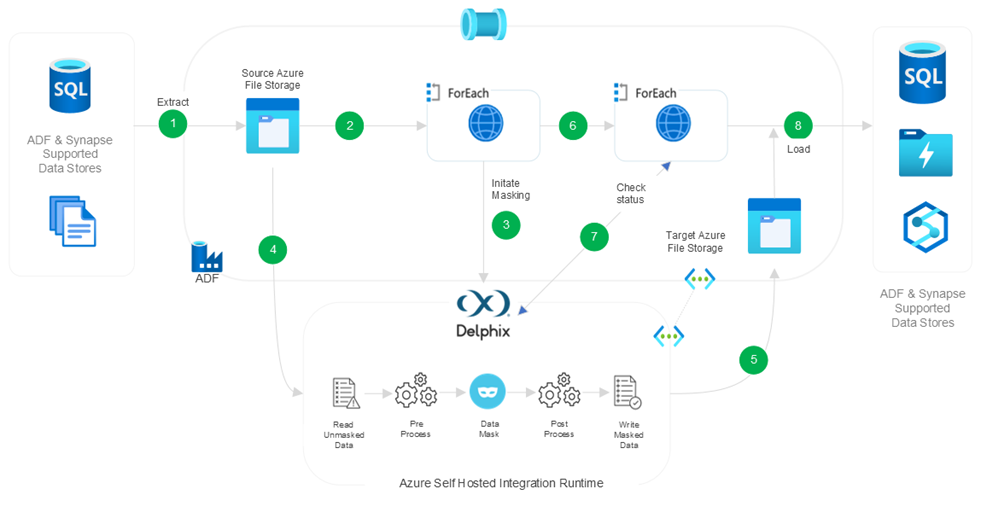 SQL
ADF & Synapse
Supported
Data Stores
Extract
1
Source Azure
File Storage
2
ForEach
6
ForEach
8
Load
SQL
ADF & Synapse
Supported
Data Stores
Initate
Masking
3
Check
status
7
4
ADF
Target Azure
File Storage
5
Delphix
Read
Unmasked
Data
Pre
Process
Data
Mask
Post
Process
Write
Masked
Data
Azure Self Hosted Integration Runtime